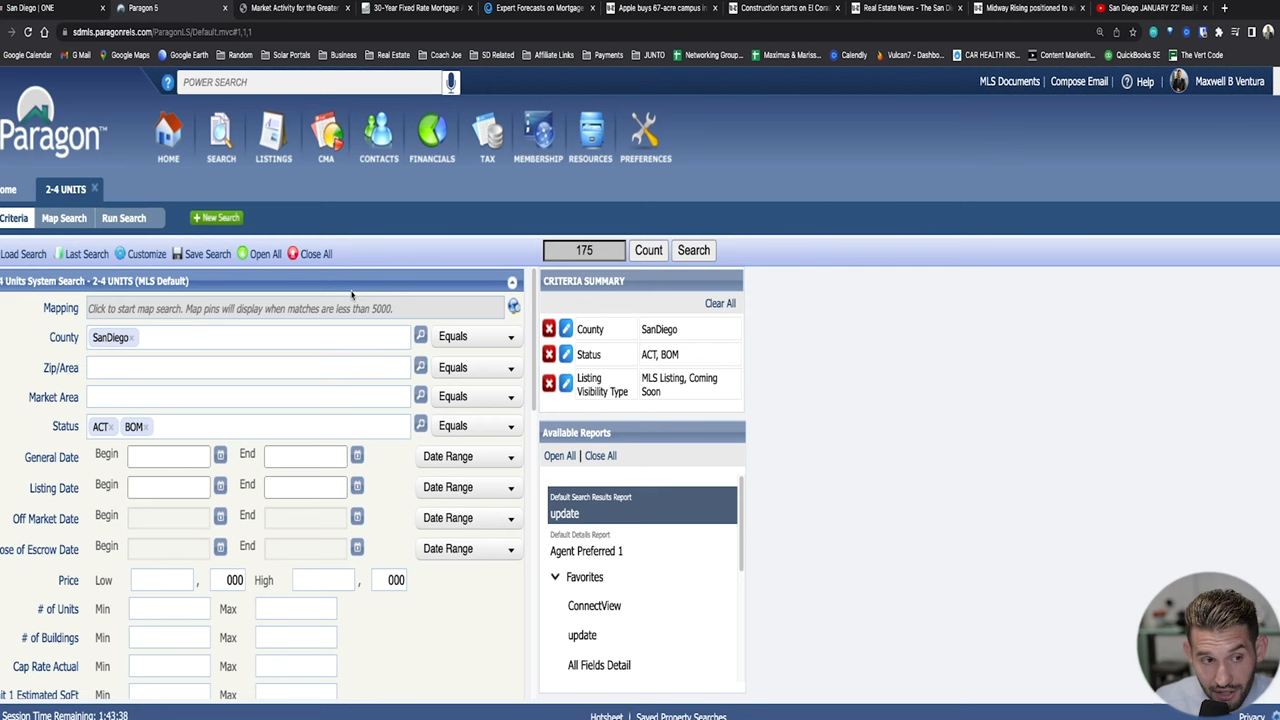 San Diego | ONE
Paragon 5
Market Activity for the Greater
30-Year Fixed Rate Mortgage
Expert Forecasts on Mortgage
Apple buys 67-acre campus in
Construction starts on El Cora
Real Estate News - The San Di
Midway Rising positioned to w
San Diego JANUARY 22' Real E
sdmls.paragonrels.com/ParagonLS/Default.mvc#1,1,1
Calendar
G Mail
Google Maps
Google Earth
Random
Solar Portals
Business
Real Estate
Coach Joe
SD Related
Affiliate Links
Payments
JUNTO
Networking Group...
Maximus & Mariss...
Calendly
Vulcan7 - Dashbo...
CAR HEALTH INS...
Content Marketin...
QuickBooks SE
The Vert Code
POWER SEARCH
MLS Documents
Compose Email
Help
Maxwell B Ventura
Paragon™
HOME
SEARCH
LISTINGS
CMA
CONTACTS
FINANCIALS
TAX
MEMBERSHIP
RESOURCES
PREFERENCES
ome
2-4 UNITS
Criteria
Map Search
Run Search
+ New Search
Load Search
Last Search
Customize
Save Search
Open All
Close All
175
Count
Search
4 Units System Search - 2-4 UNITS (MLS Default)
Mapping
Click to start map search. Map pins will display when matches are less than 5000.
County
SanDiego
Equals
Zip/Area
Equals
Market Area
Equals
Status
ACT
BOM
Equals
General Date
Begin
End
Date Range
Listing Date
Begin
End
Date Range
Off Market Date
Begin
End
Date Range
ose of Escrow Date
Begin
End
Date Range
Price
Low
,
000
High
,
000
# of Units
Min
Max
# of Buildings
Min
Max
Cap Rate Actual
Min
Max
nit 1 Estimated SqFt
Min
Max
CRITERIA SUMMARY
Clear All
County
SanDiego
Status
ACT, BOM
Listing Visibility Type
MLS Listing, Coming Soon
Available Reports
Open All | Close All
Default Search Results Report
update
Default Details Report
Agent Preferred 1
Favorites
ConnectView
update
All Fields Detail
Session Time Remaining: 1:43:38
Hotsheet
Saved Property Searches
Privacy